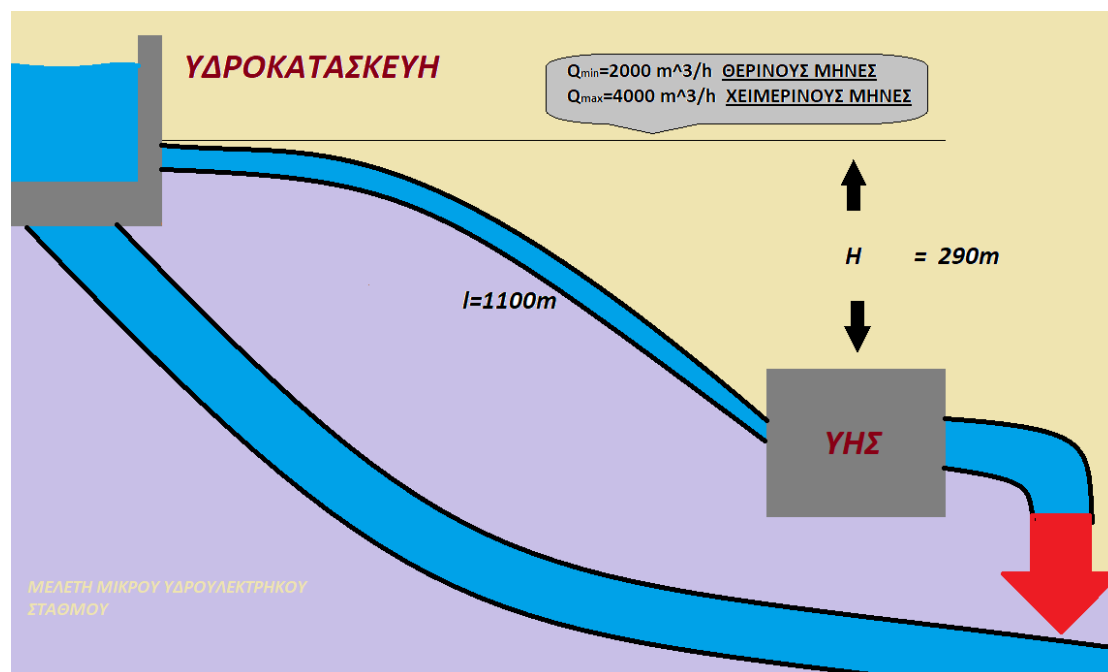 ΥΔΡΟΚΑΤΑΣΚΕΥΗ
Qmin=2000 m^3/h ΘΕΡΙΝΟΥΣ ΜΗΝΕΣ
Qmax=4000 m^3/h ΧΕΙΜΕΡΙΝΟΥΣ ΜΗΝΕΣ
H = 290m
l=1100m
ΥΗΣ
ΜΕΛΕΤΗ ΜΙΚΡΟΥ ΥΔΡΟΥΛΕΚΤΡΗΚΟΥ
ΣΤΑΘΜΟΥ